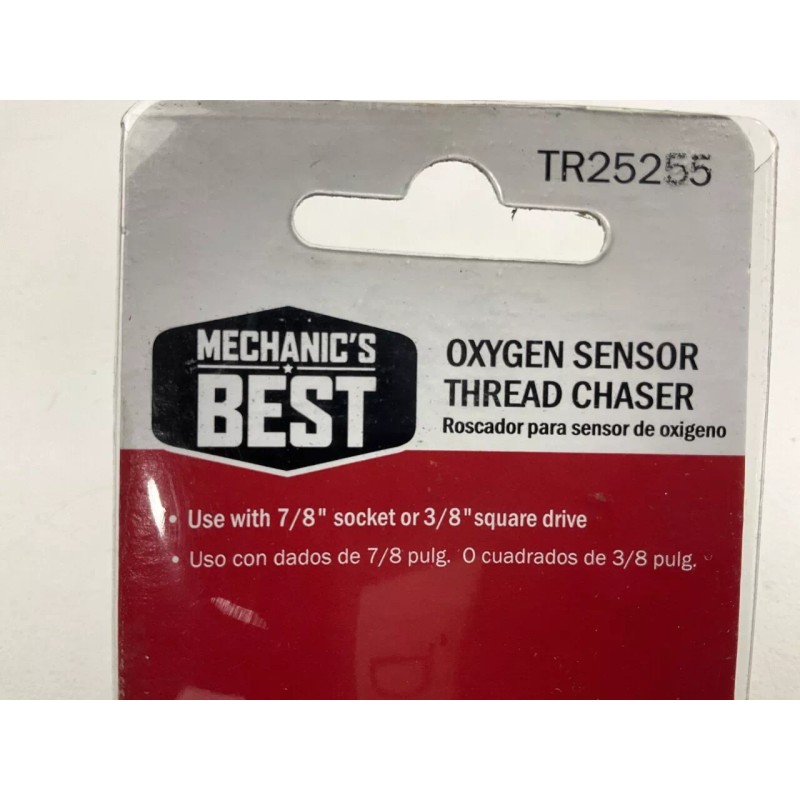 TR25255
MECHANIC'S
BEST
OXYGEN SENSOR
THREAD CHASER
Roscador para sensor de oxigeno
• Use with 7/8" socket or 3/8" square drive
• Uso con dados de 7/8 pulg. O cuadrados de 3/8 pulg.